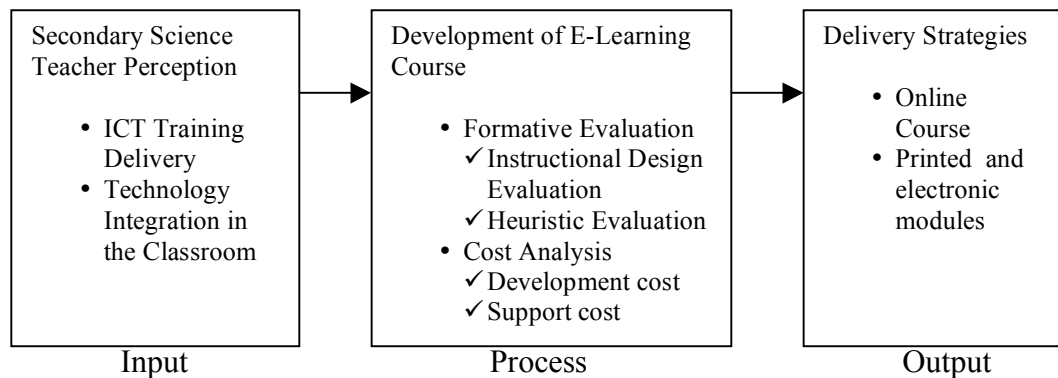 Secondary Science
Teacher Perception
• ICT Training
Delivery
• Technology
Integration in
the Classroom
Input
Development of E-Learning
Course
• Formative Evaluation
✓ Instructional Design
Evaluation
✓ Heuristic Evaluation
• Cost Analysis
✓ Development cost
✓ Support cost
Process
Delivery Strategies
• Online
Course
• Printed and
electronic
modules
Output